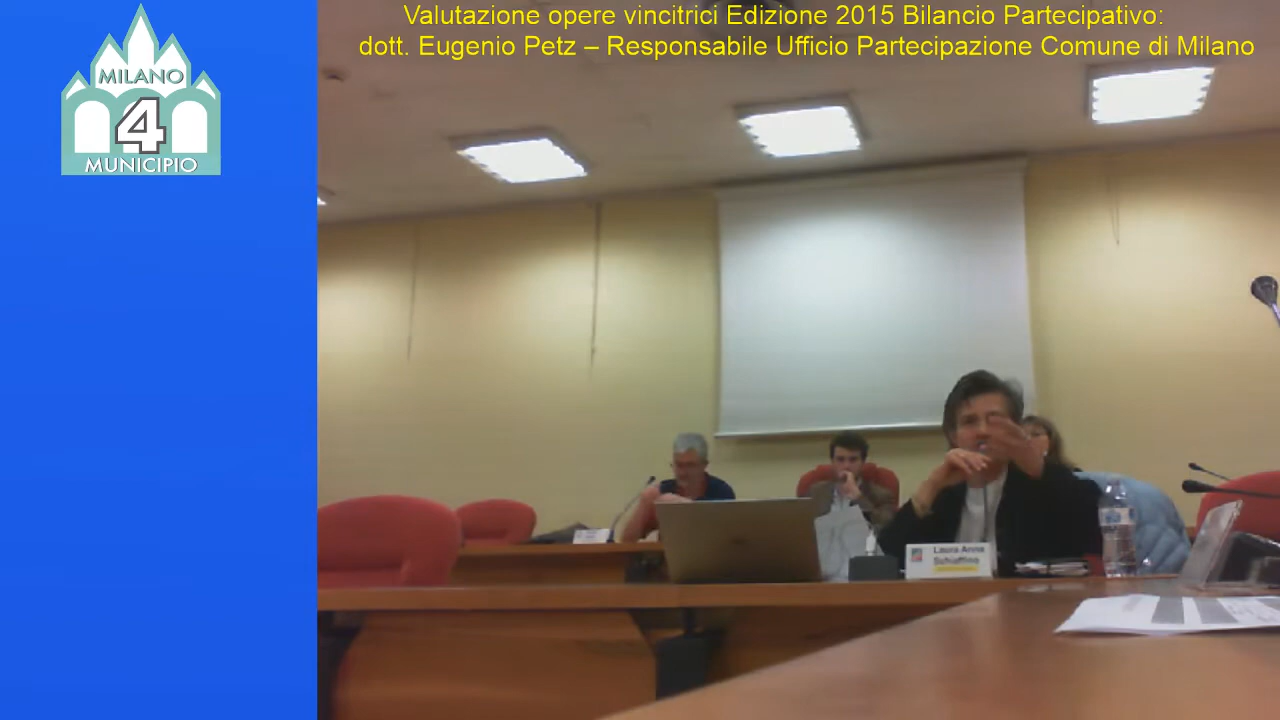 Valutazione opere vincitrici Edizione 2015 Bilancio Partecipativo:
dott. Eugenio Petz – Responsabile Ufficio Partecipazione Comune di Milano
MILANO
4
MUNICIPIO
Laura Anna
Schiaffino